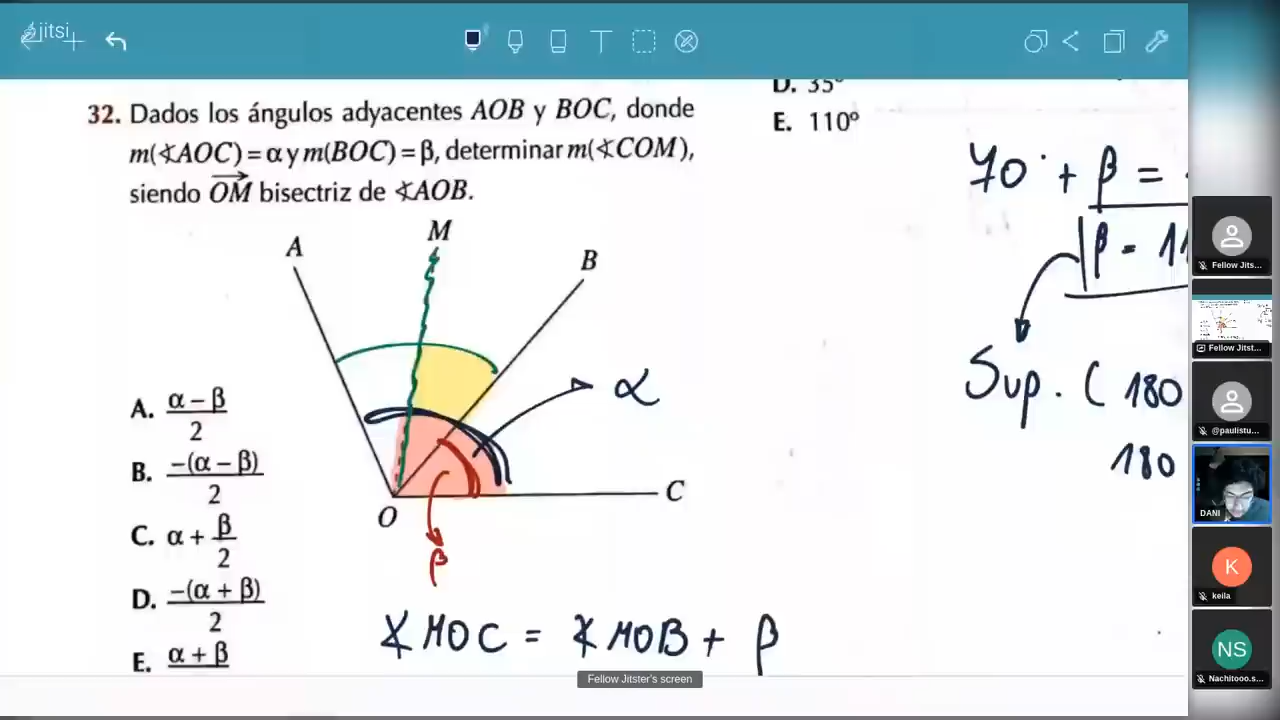 jitsi
D. 35°
E. 110º
32. Dados los ángulos adyacentes AOB y BOC, donde
m(∢AOC) = α y m(BOC) = β, determinar m(∢COM),
siendo OM bisectriz de ∢AOB.
A
M
B
C
O
α
β
A. α – β / 2
B. –(α – β) / 2
C. α + β / 2
D. –(α + β) / 2
E. α + β
∢ MOC = ∢ MOB + β
70° + β =
β = 11
Sup. ( 180
180
Fellow Jitster's screen
Fellow Jits...
Fellow Jitst...
@paulistu...
DANI
K
keila
NS
Nachitooo.s...